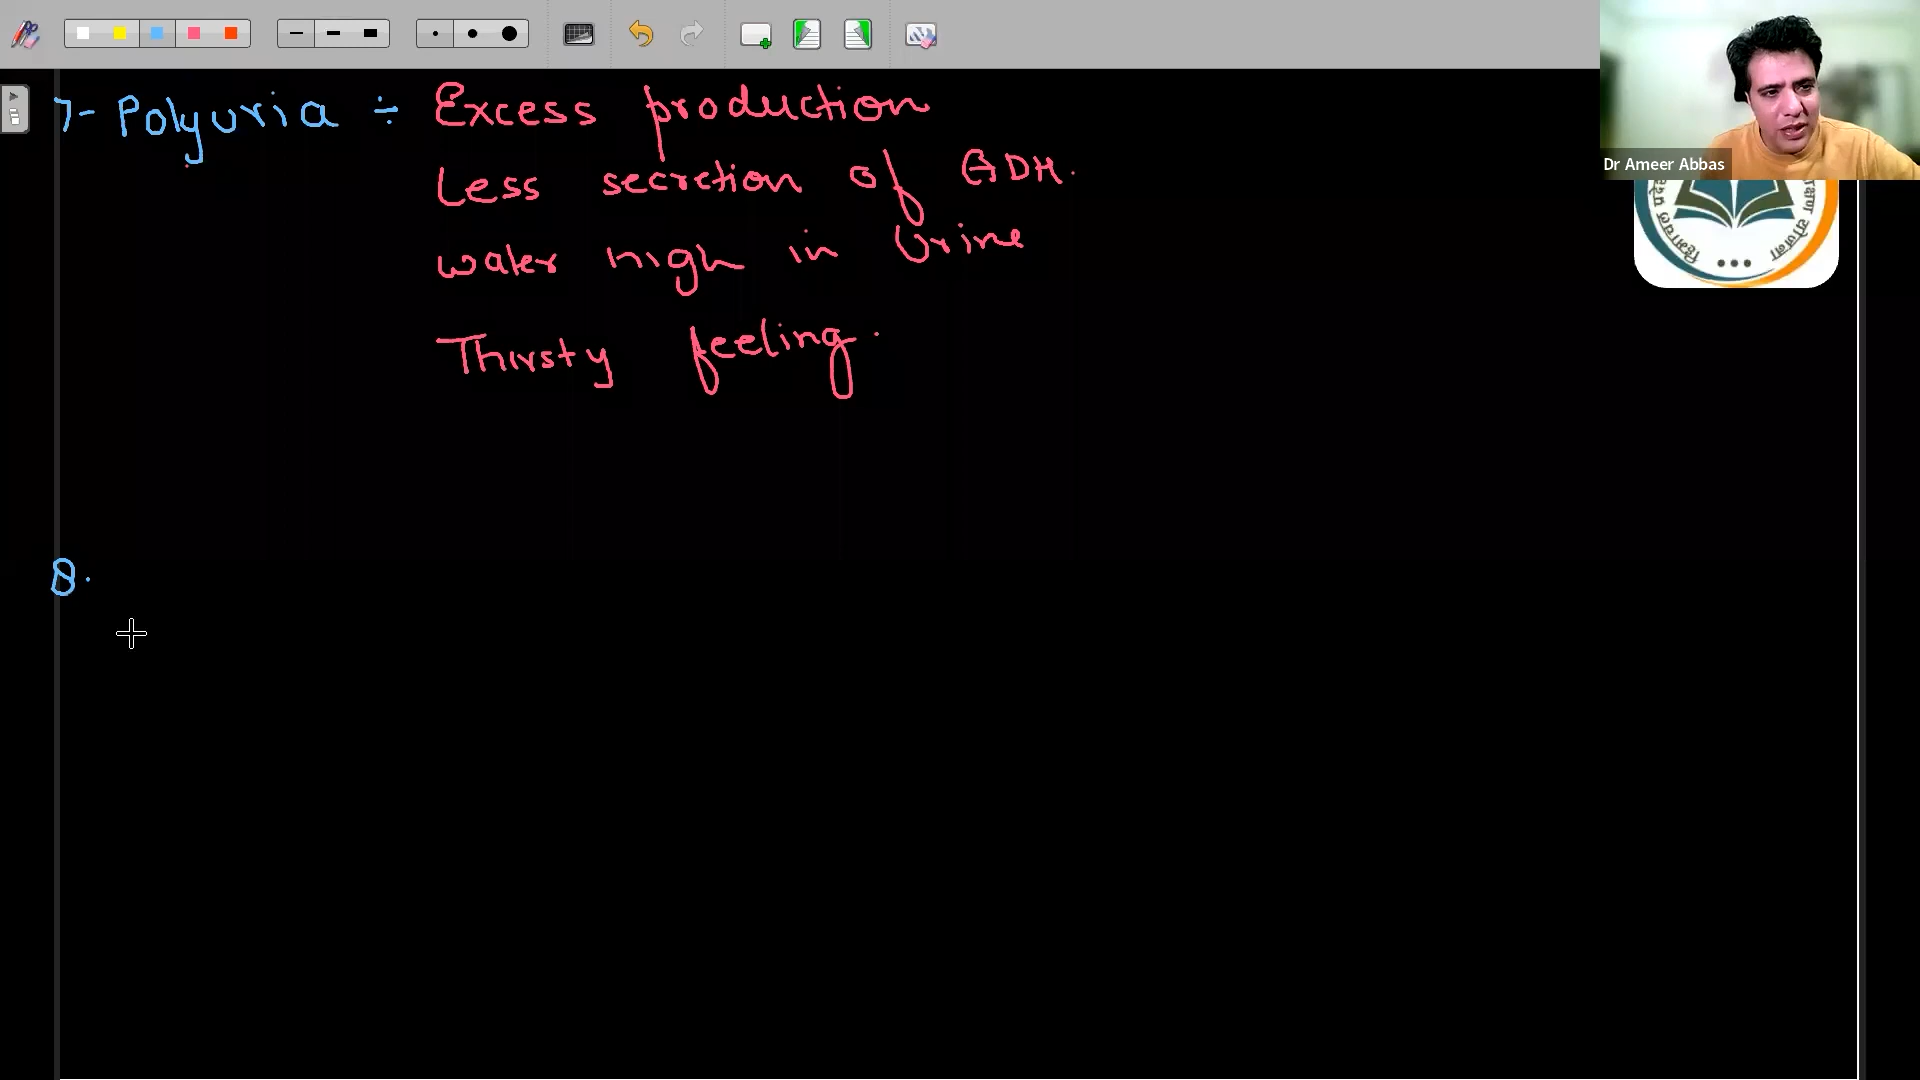 7- Polyuria ÷ Excess production
Less secretion of ADH.
water high in Urine
Thirsty feeling.
8.
Dr Ameer Abbas